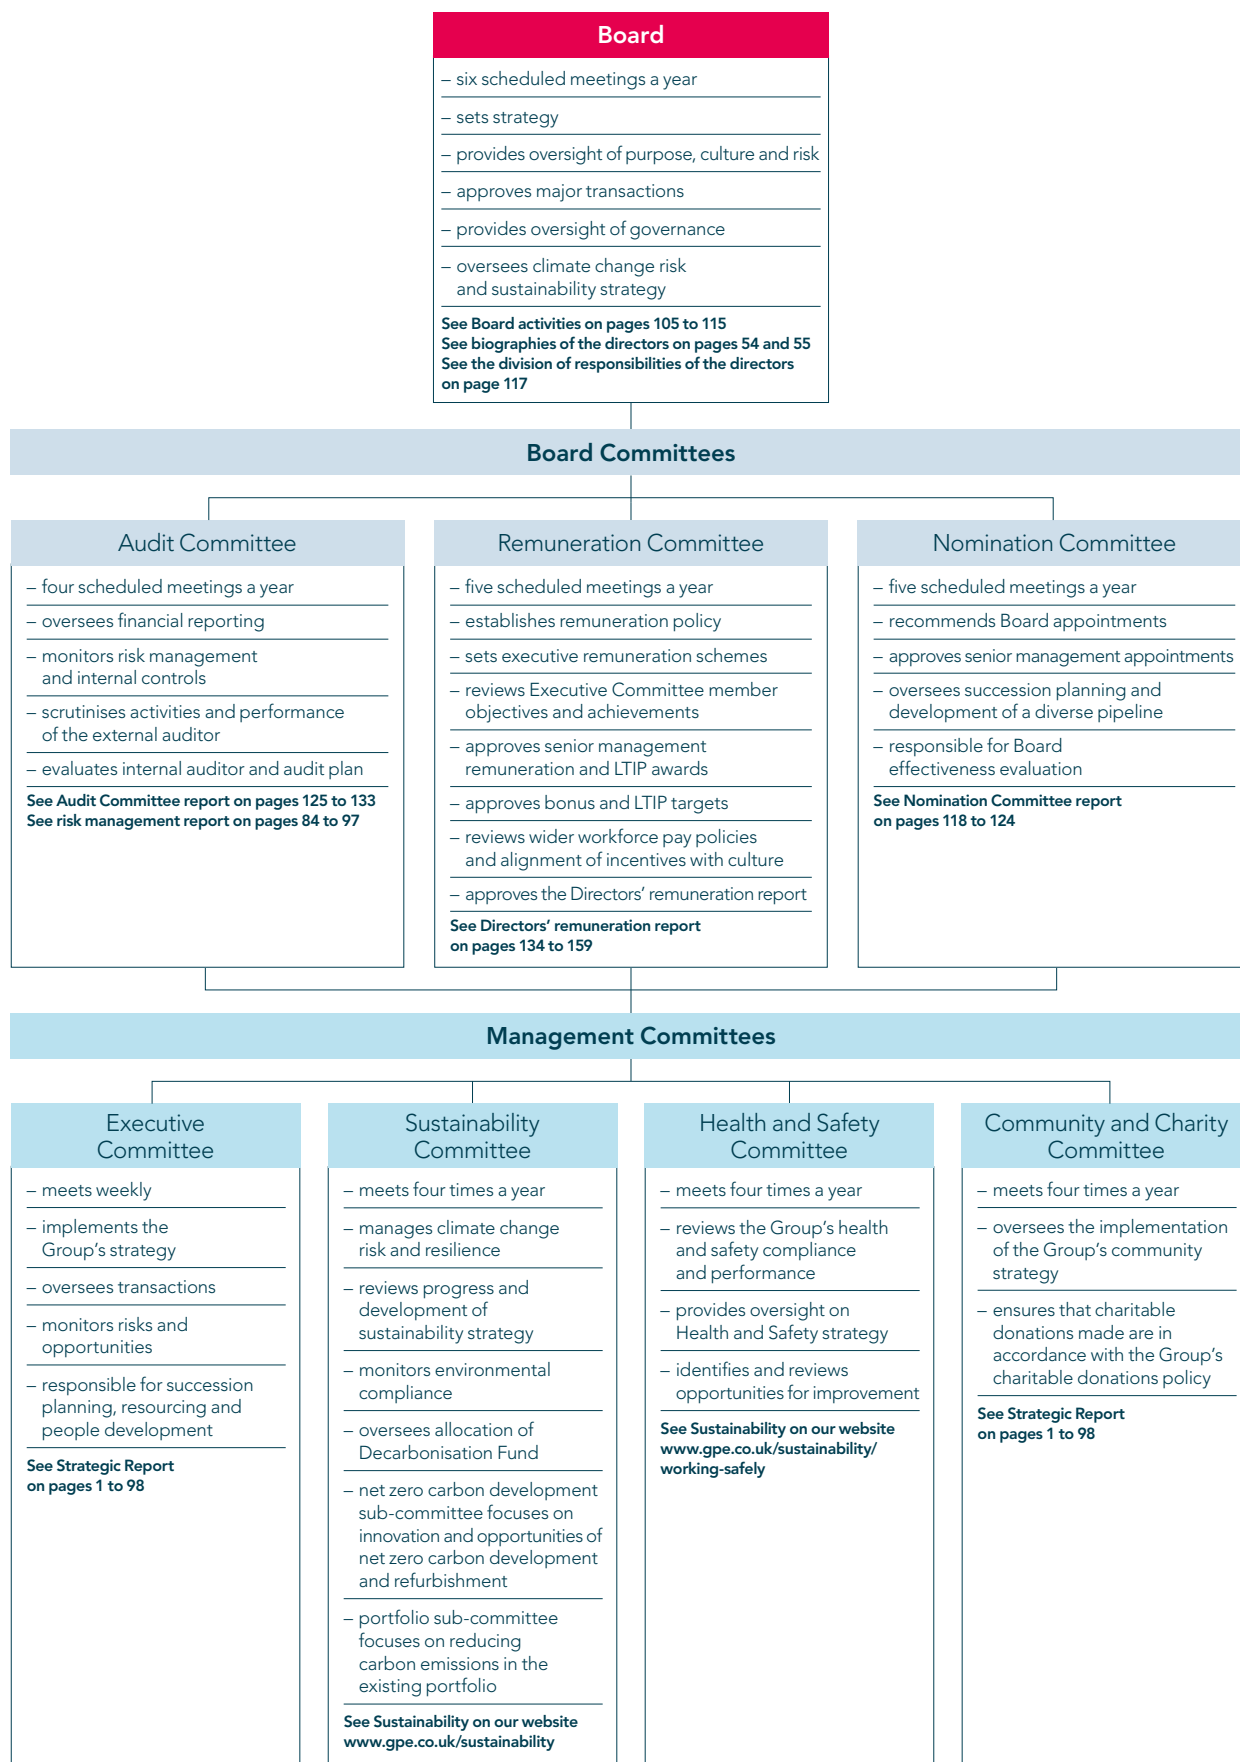 Board
– six scheduled meetings a year
– sets strategy
– provides oversight of purpose, culture and risk
– approves major transactions
– provides oversight of governance
– oversees climate change risk
and sustainability strategy
See Board activities on pages 105 to 115
See biographies of the directors on pages 54 and 55
See the division of responsibilities of the directors
on page 117
Board Committees
Audit Committee
– four scheduled meetings a year
– oversees financial reporting
– monitors risk management
and internal controls
– scrutinises activities and performance
of the external auditor
– evaluates internal auditor and audit plan
See Audit Committee report on pages 125 to 133
See risk management report on pages 84 to 97
Remuneration Committee
– five scheduled meetings a year
– establishes remuneration policy
– sets executive remuneration schemes
– reviews Executive Committee member
objectives and achievements
– approves senior management
remuneration and LTIP awards
– approves bonus and LTIP targets
– reviews wider workforce pay policies
and alignment of incentives with culture
– approves the Directors’ remuneration report
See Directors’ remuneration report
on pages 134 to 159
Nomination Committee
– five scheduled meetings a year
– recommends Board appointments
– approves senior management appointments
– oversees succession planning and
development of a diverse pipeline
– responsible for Board
effectiveness evaluation
See Nomination Committee report
on pages 118 to 124
Management Committees
Executive
Committee
– meets weekly
– implements the
Group’s strategy
– oversees transactions
– monitors risks and
opportunities
– responsible for succession
planning, resourcing and
people development
See Strategic Report
on pages 1 to 98
Sustainability
Committee
– meets four times a year
– manages climate change
risk and resilience
– reviews progress and
development of
sustainability strategy
– monitors environmental
compliance
– oversees allocation of
Decarbonisation Fund
– net zero carbon development
sub-committee focuses on
innovation and opportunities of
net zero carbon development
and refurbishment
– portfolio sub-committee
focuses on reducing
carbon emissions in the
existing portfolio
See Sustainability on our website
www.gpe.co.uk/sustainability
Health and Safety
Committee
– meets four times a year
– reviews the Group’s health
and safety compliance
and performance
– provides oversight on
Health and Safety strategy
– identifies and reviews
opportunities for improvement
See Sustainability on our website
www.gpe.co.uk/sustainability/
working-safely
Community and Charity
Committee
– meets four times a year
– oversees the implementation
of the Group’s community
strategy
– ensures that charitable
donations made are in
accordance with the Group’s
charitable donations policy
See Strategic Report
on pages 1 to 98